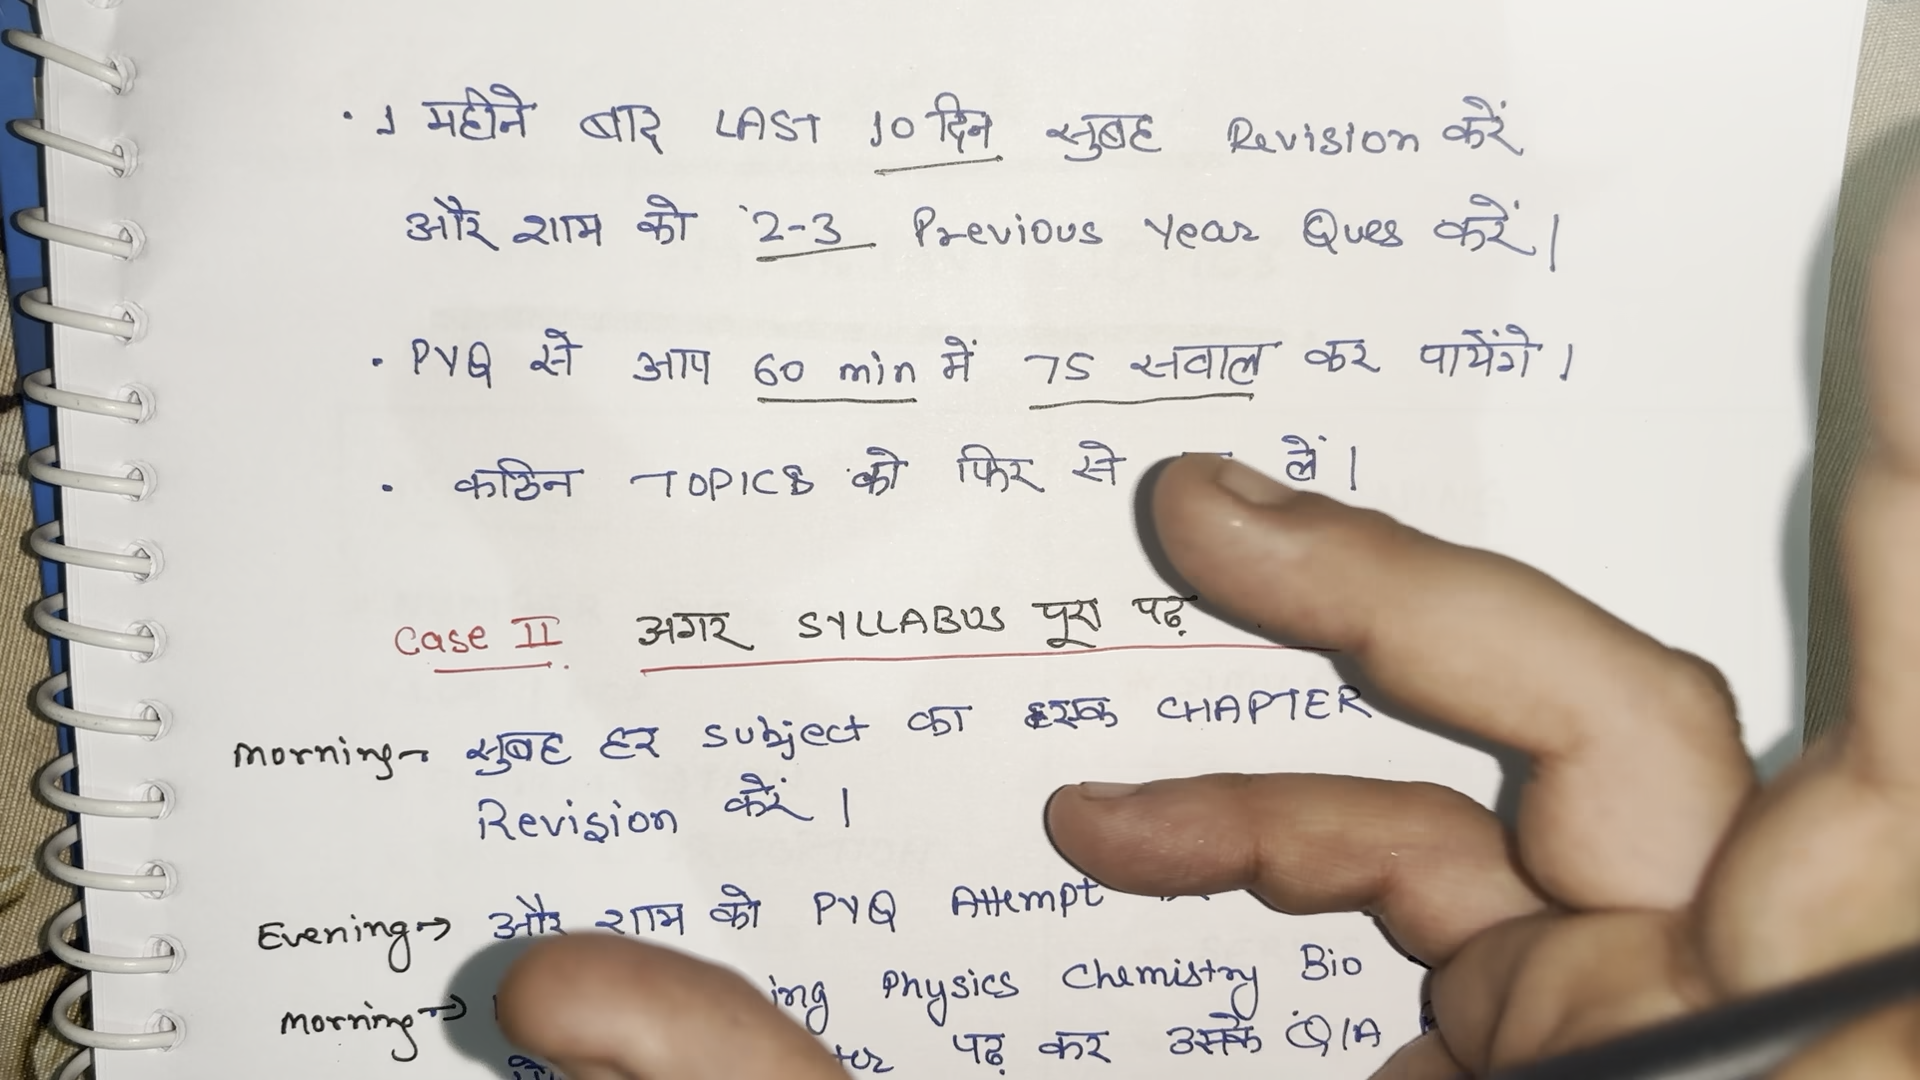 · 1 महीने बाद LAST 10 दिन सुबह Revision करें
और शाम को 2-3 Previous Year Ques करें।
· PYQ से आप 60 min में 75 सवाल कर पायेंगे।
· कठिन TOPICS को फिर से लें।
Case II अगर SYLLABUS पूरा पढ़
Morning → सुबह हर subject का CHAPTER
Revision करें।
Evening → और शाम को PYQ Attempt
Morning → Physics Chemistry Bio
पढ़ कर उसके Q/A